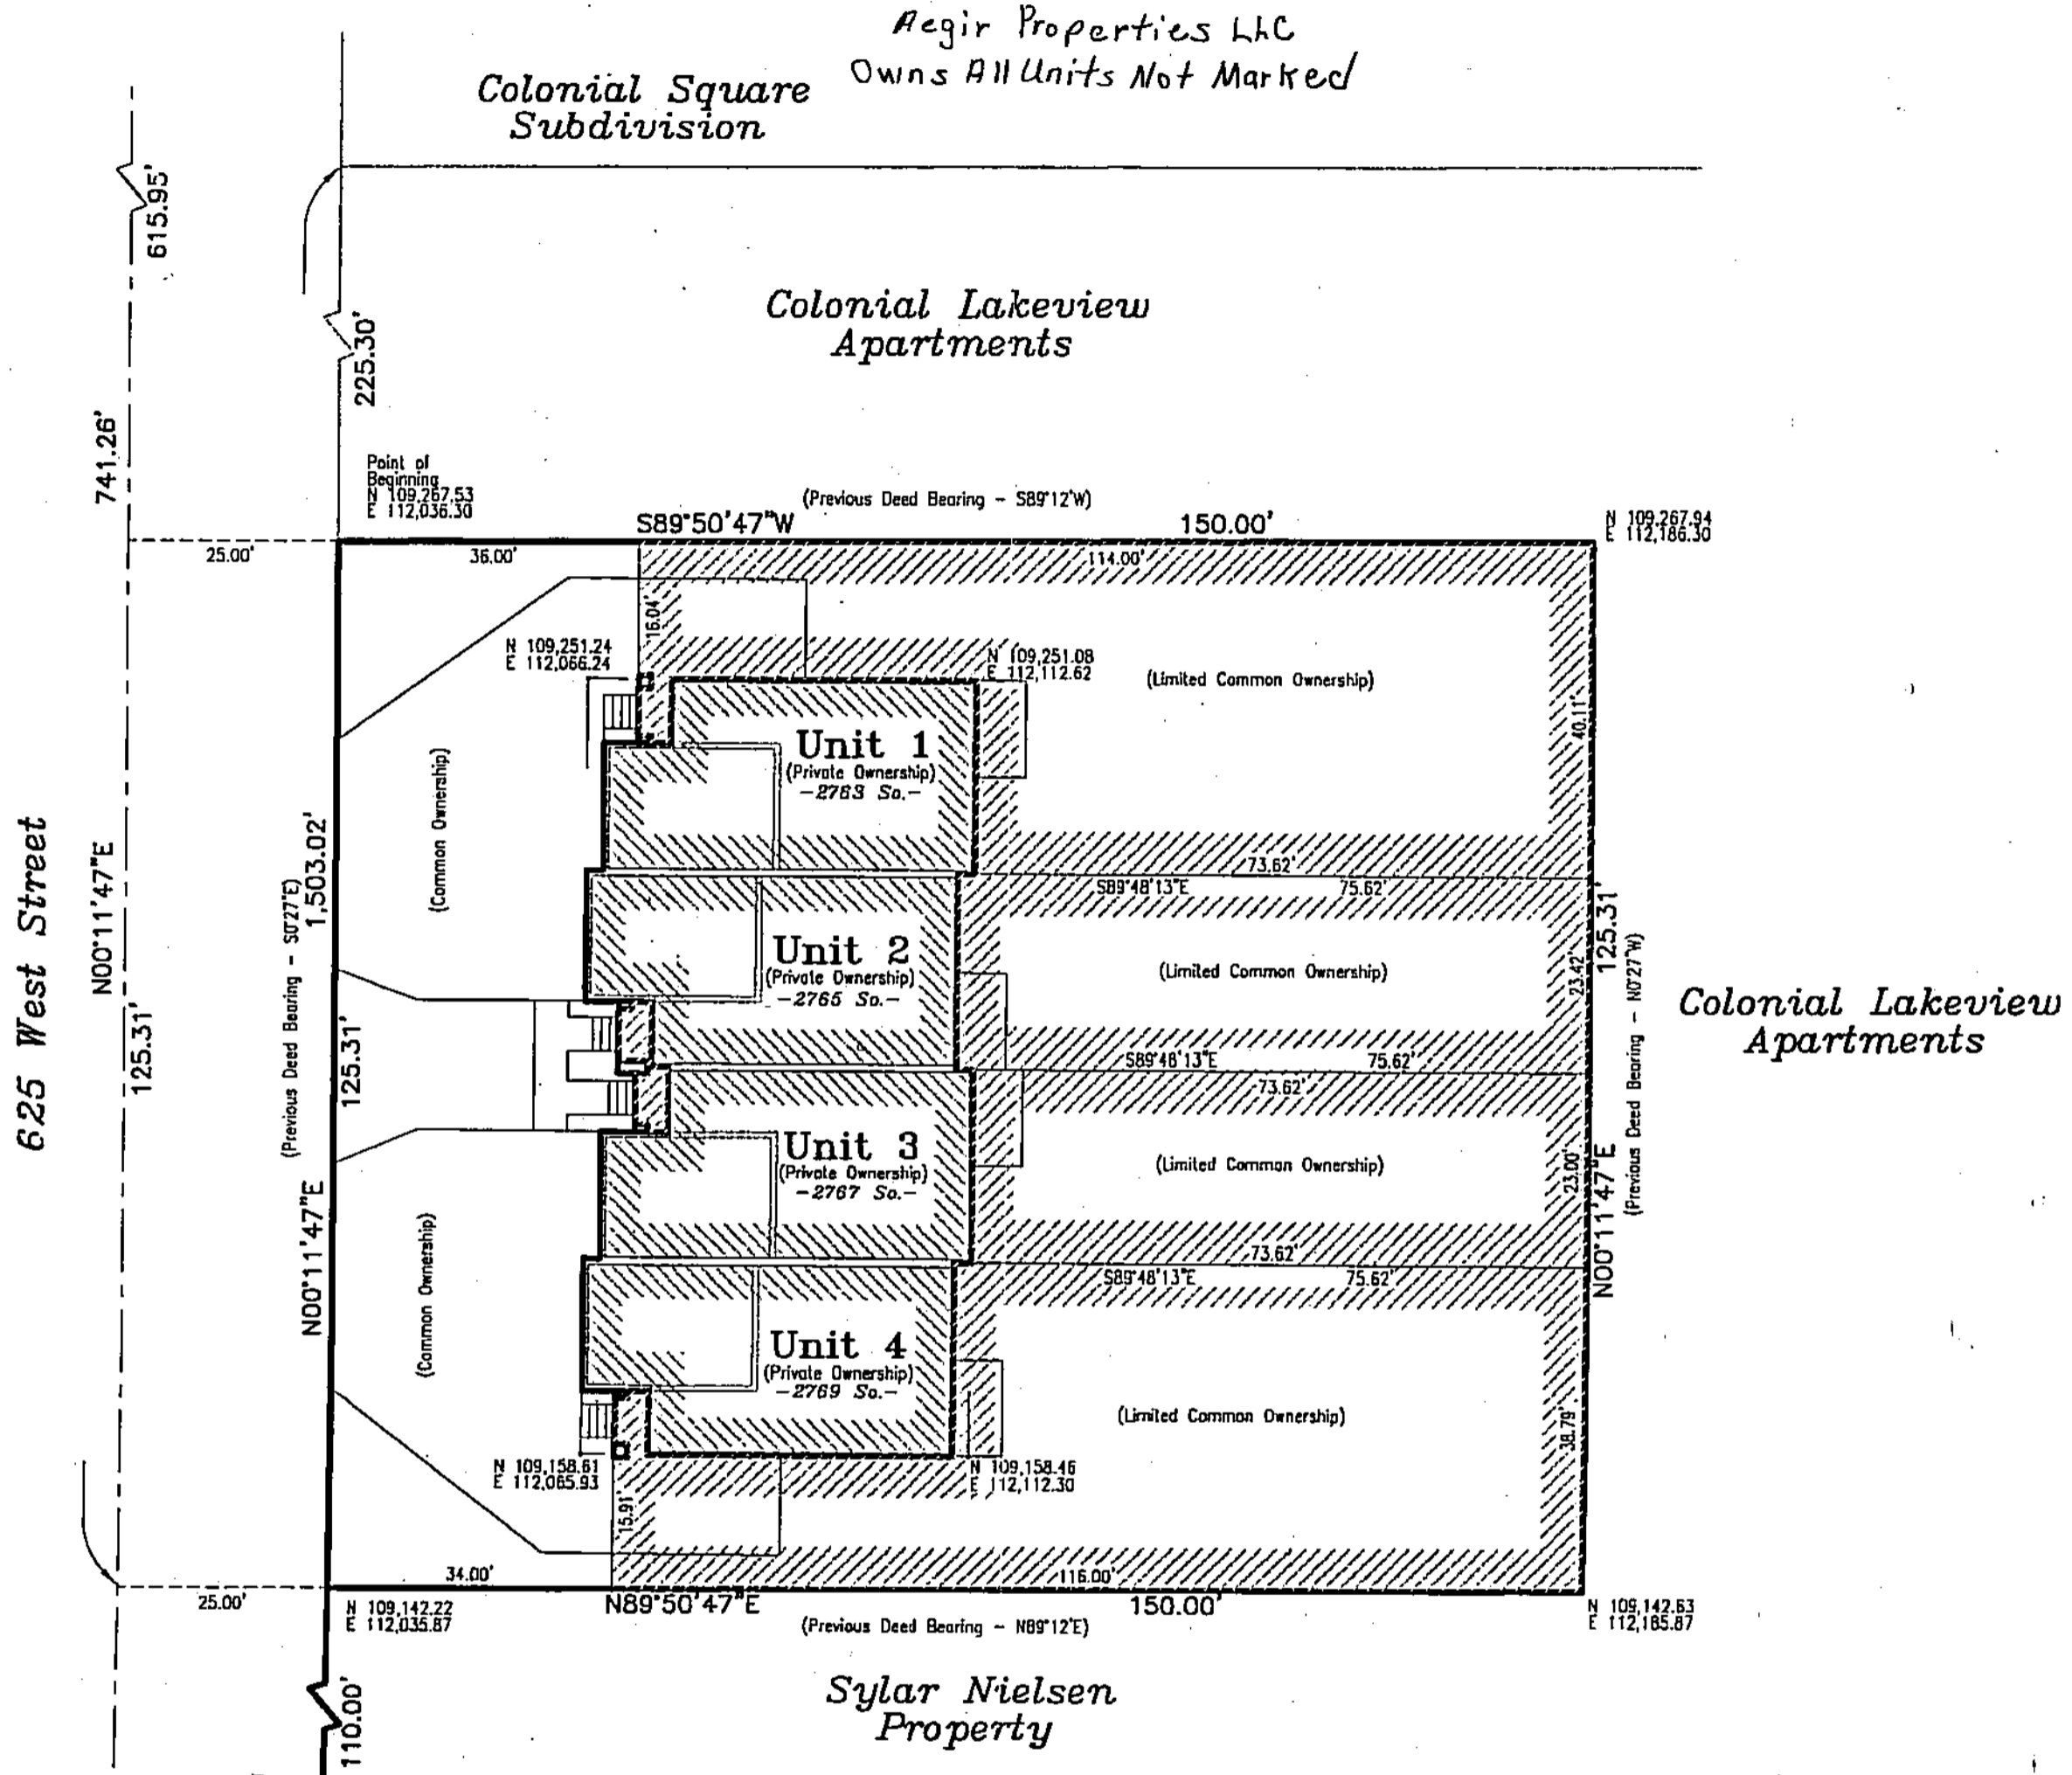 Aegir Properties LLC
Owns All Units Not Marked
Colonial Square
Subdivision
615.95'
225.30'
Colonial Lakeview
Apartments
741.26'
Point of
Beginning
N 109,267.53
E 112,036.30
(Previous Deed Bearing - S89°12'W)
S89°50'47"W
150.00'
N 109,267.94
E 112,186.30
25.00'
36.00'
114.00'
16.04'
N 109,251.24
E 112,066.24
N 109,251.08
E 112,112.62
(Limited Common Ownership)
40.11'
Unit 1
(Private Ownership)
-2763 So.-
(Common Ownership)
73.62'
S89°48'13"E
75.62'
625 West Street
N00°11'47"E
125.31'
(Previous Deed Bearing - S0°27'E)
1,503.02'
125.31'
N00°11'47"E
Unit 2
(Private Ownership)
-2765 So.-
(Limited Common Ownership)
23.42'
125.31'
(Previous Deed Bearing - N0°27'W)
N00°11'47"E
Colonial Lakeview
Apartments
S89°48'13"E
75.62'
73.62'
Unit 3
(Private Ownership)
-2767 So.-
(Limited Common Ownership)
23.00'
73.62'
S89°48'13"E
75.62'
(Common Ownership)
Unit 4
(Private Ownership)
-2769 So.-
(Limited Common Ownership)
38.79'
N 109,158.61
E 112,065.93
N 109,158.46
E 112,112.30
15.91'
34.00'
116.00'
25.00'
N 109,142.22
E 112,035.87
N89°50'47"E
150.00'
(Previous Deed Bearing - N89°12'E)
N 109,142.63
E 112,185.87
Sylar Nielsen
Property
110.00'